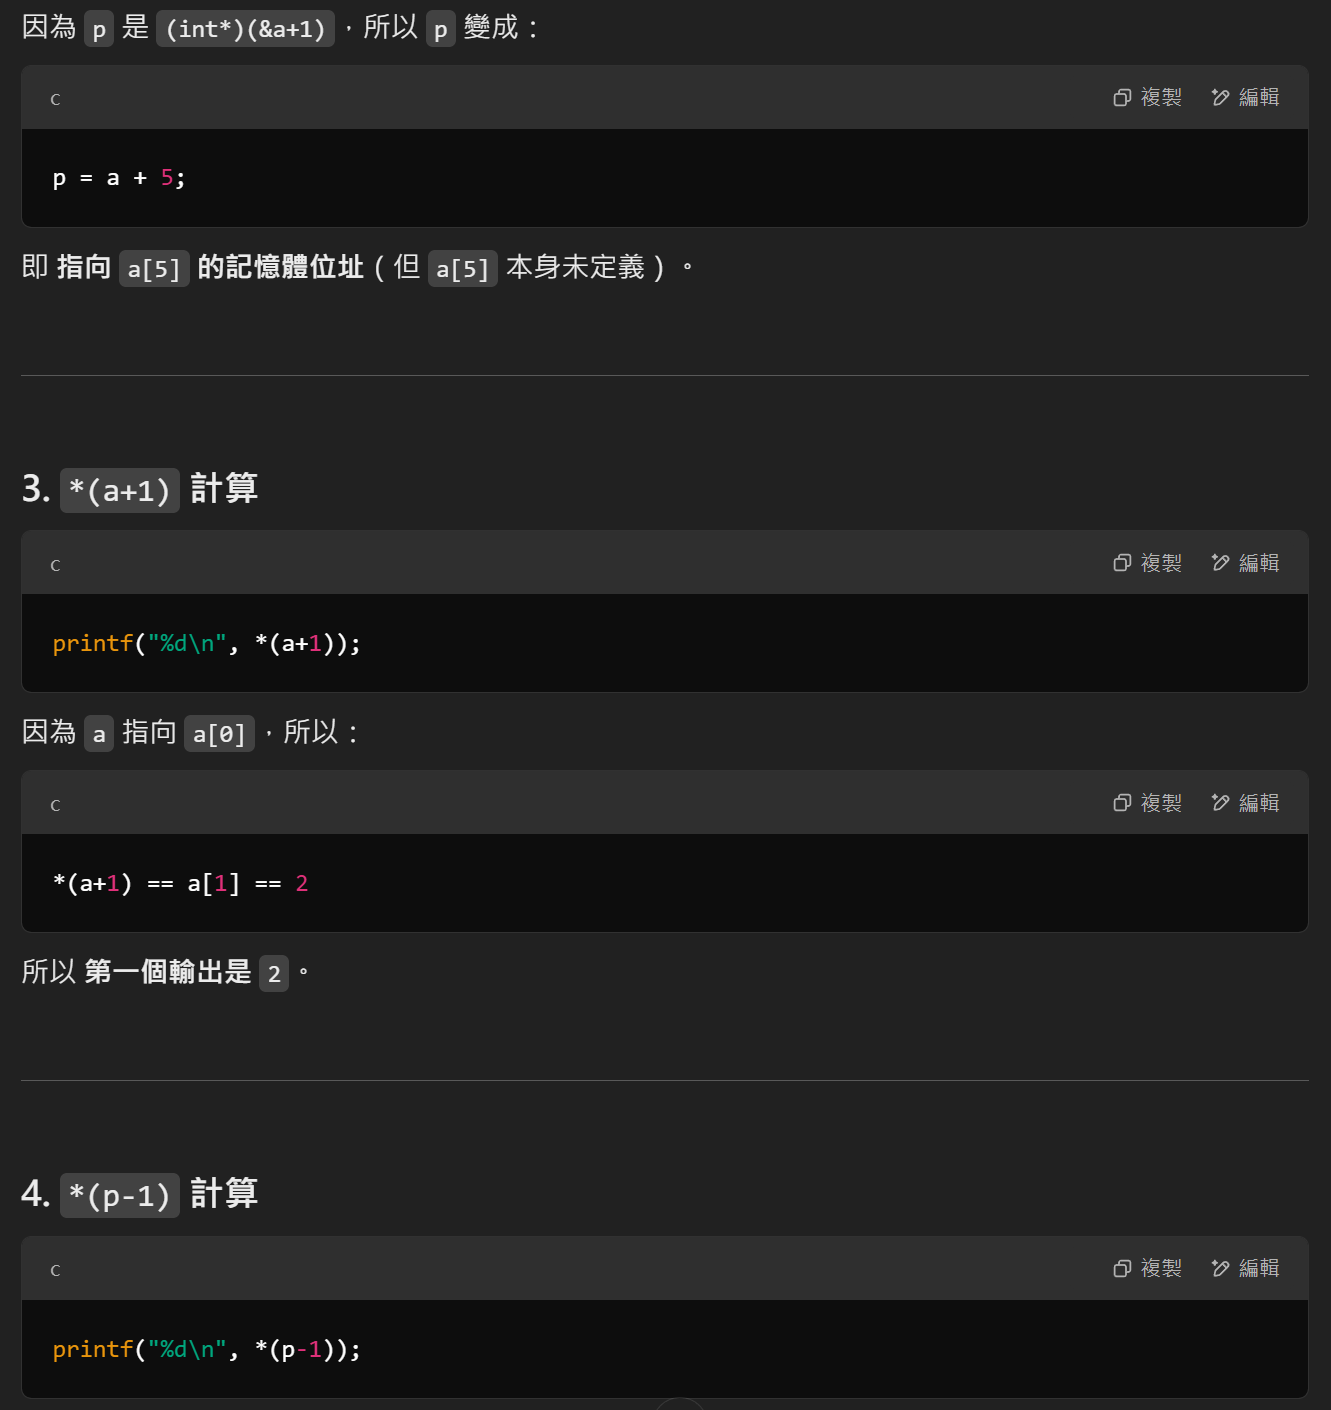 因為 p 是 (int*)(&a+1)，所以 p 變成：
c 複製 編輯
p = a + 5;
即 指向 a[5] 的記憶體位址（但 a[5] 本身未定義）。
3. *(a+1) 計算
c 複製 編輯
printf("%d\n", *(a+1));
因為 a 指向 a[0]，所以：
c 複製 編輯
*(a+1) == a[1] == 2
所以 第一個輸出是 2。
4. *(p-1) 計算
c 複製 編輯
printf("%d\n", *(p-1));